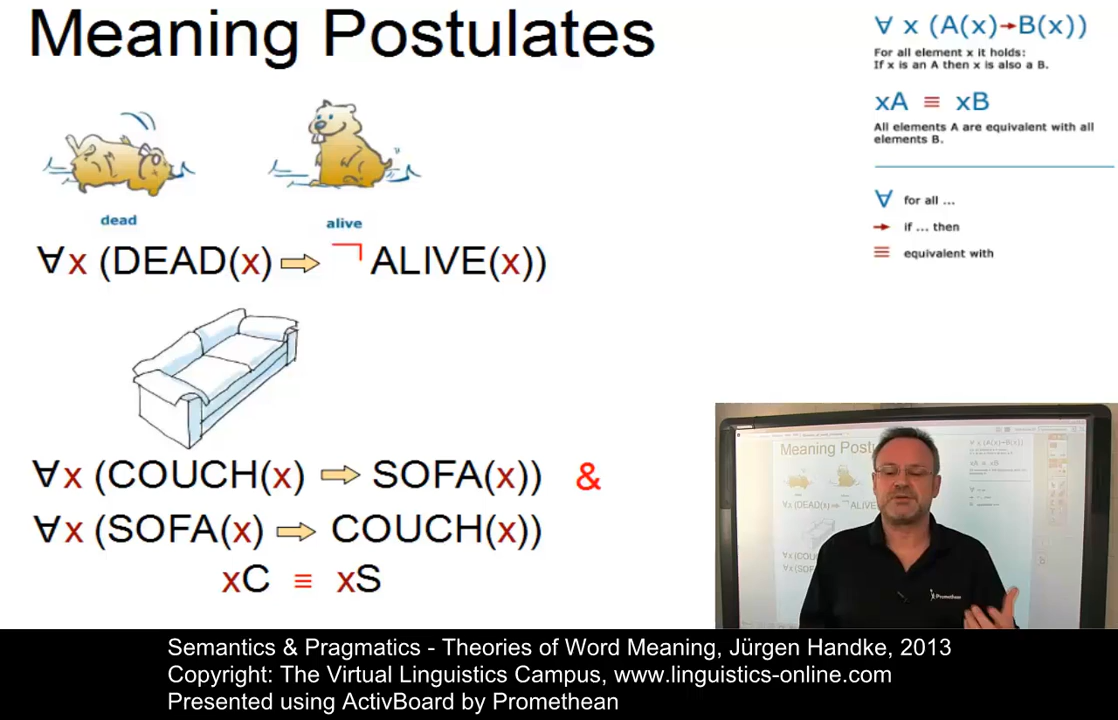 Meaning Postulates
dead
alive
∀x (DEAD(x) ⇒ ¬ ALIVE(x))
∀x (COUCH(x) ⇒ SOFA(x)) &
∀x (SOFA(x) ⇒ COUCH(x))
xC ≡ xS
∀ x (A(x)→B(x))
For all element x it holds:
If x is an A then x is also a B.
xA ≡ xB
All elements A are equivalent with all
elements B.
∀ for all ...
→ if ... then
≡ equivalent with
Meaning Postu
∀x (DEAD(x) ⇒ ¬ ALIVE
Promethean
Semantics & Pragmatics - Theories of Word Meaning, Jürgen Handke, 2013
Copyright: The Virtual Linguistics Campus, www.linguistics-online.com
Presented using ActivBoard by Promethean